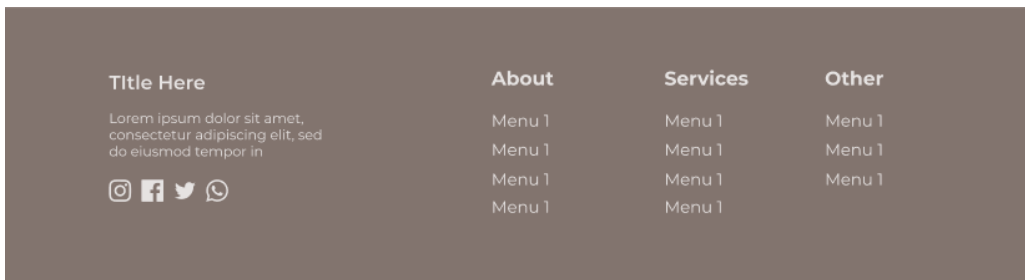 TItle Here
Lorem ipsum dolor sit amet,
consectetur adipiscing elit, sed
do eiusmod tempor in
About
Menu 1
Menu 1
Menu 1
Menu 1
Services
Menu 1
Menu 1
Menu 1
Menu 1
Other
Menu 1
Menu 1
Menu 1